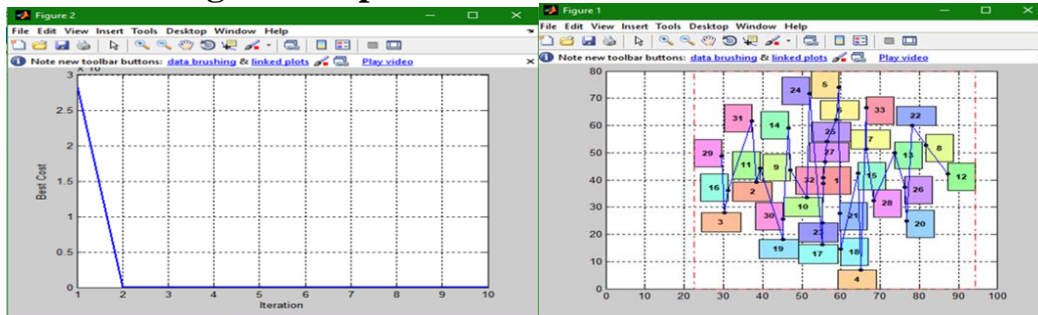 Figure 2
File Edit View Insert Tools Desktop Window Help
Note new toolbar buttons: data brushing & linked plots Play video
3
2.5
2
1.5
1
0.5
0
Best Cost
1 2 3 4 5 6 7 8 9 10
Iteration
Figure 1
File Edit View Insert Tools Desktop Window Help
Note new toolbar buttons: data brushing & linked plots Play video
80
70
60
50
40
30
20
10
0
0 10 20 30 40 50 60 70 80 90 100
24 5
31 14 25 6 33 22
29 11 9 27 7 13 8
16 2 32 1 15 26 12
3 30 10 21 28 20
19 23 17 18
4